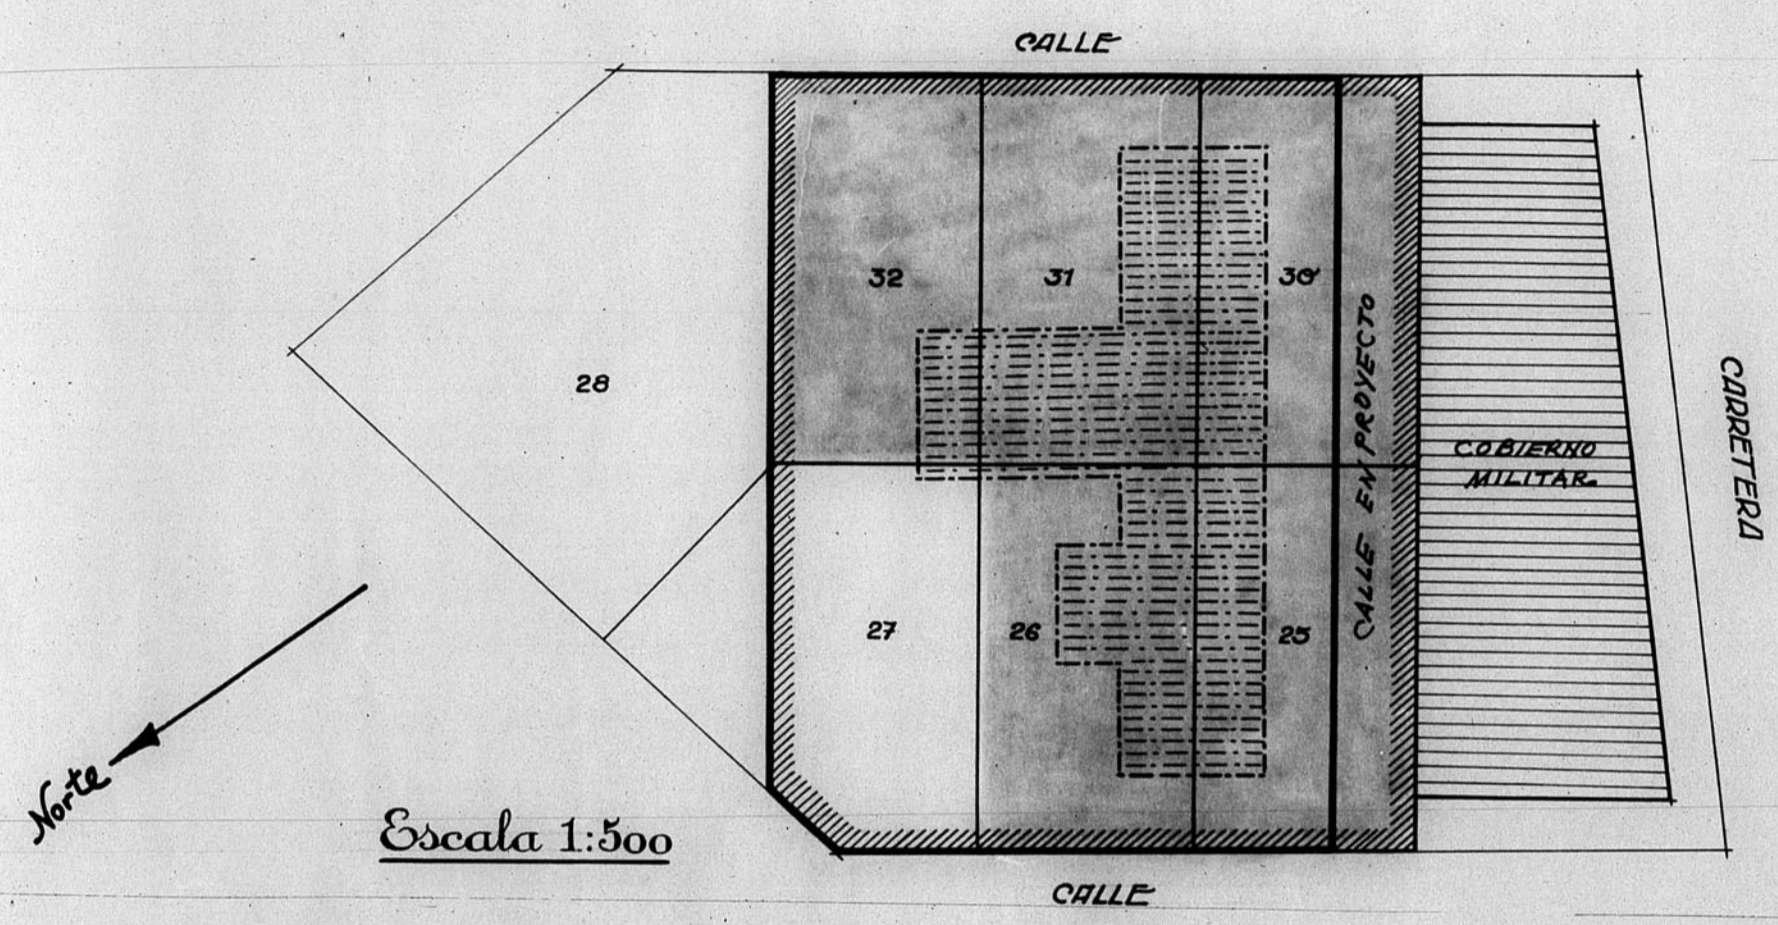 CALLE
32
31
30
28
CALLE EN PROYECTO
COBIERNO
MILITAR.
CARRETERA
27
26
25
Norte
Escala 1:500
CALLE